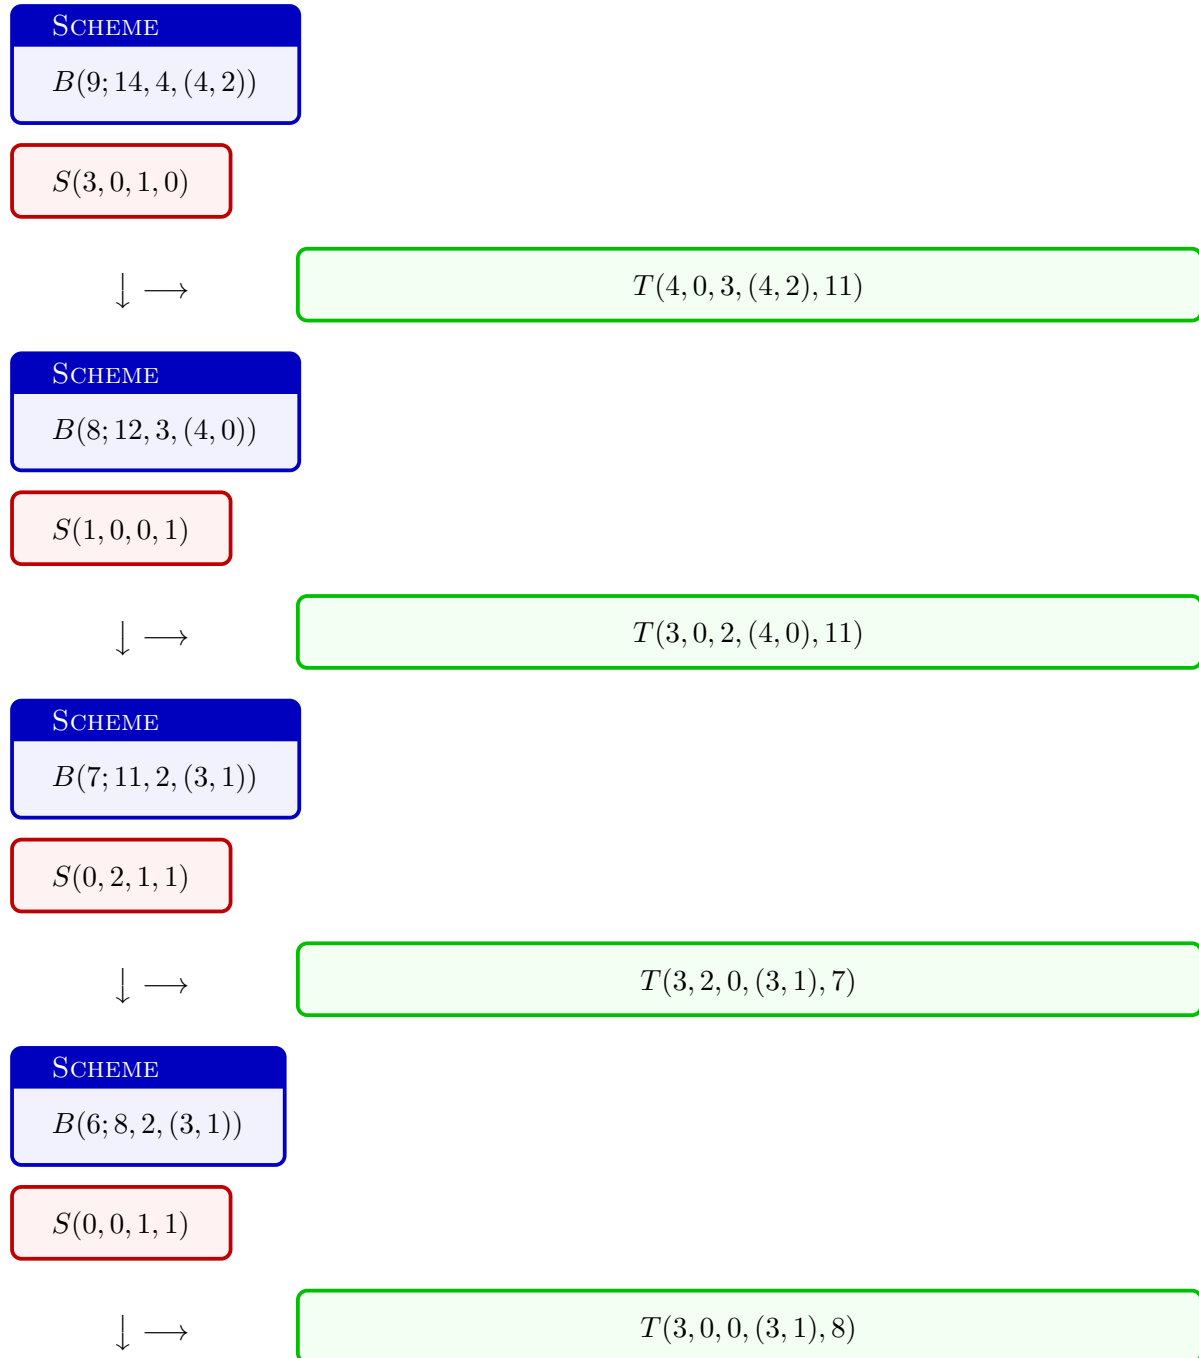 SCHEME
B(9; 14, 4, (4, 2))
S(3, 0, 1, 0)
↓ ⟶ T(4, 0, 3, (4, 2), 11)
SCHEME
B(8; 12, 3, (4, 0))
S(1, 0, 0, 1)
↓ ⟶ T(3, 0, 2, (4, 0), 11)
SCHEME
B(7; 11, 2, (3, 1))
S(0, 2, 1, 1)
↓ ⟶ T(3, 2, 0, (3, 1), 7)
SCHEME
B(6; 8, 2, (3, 1))
S(0, 0, 1, 1)
↓ ⟶ T(3, 0, 0, (3, 1), 8)